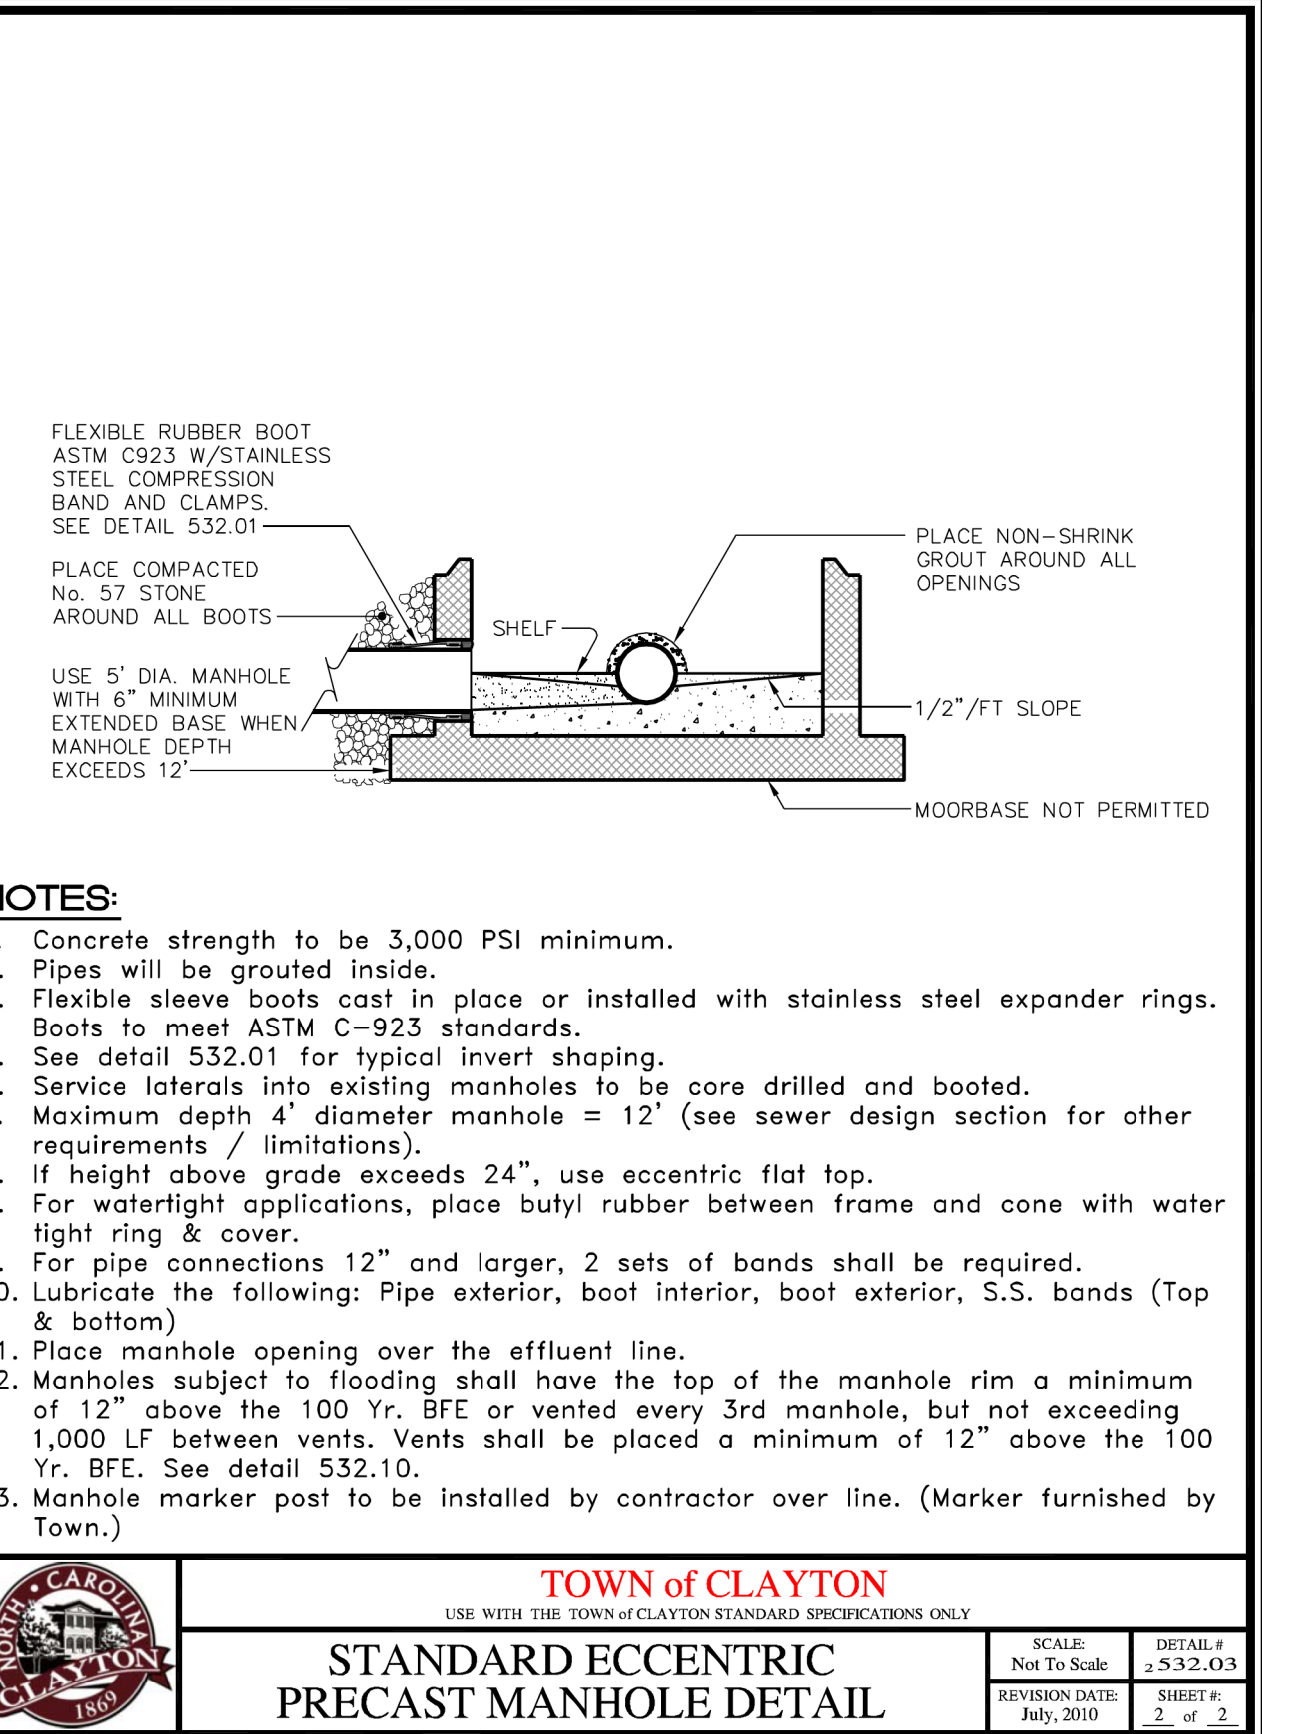 FLEXIBLE RUBBER BOOT
ASTM C923 W/STAINLESS
STEEL COMPRESSION
BAND AND CLAMPS.
SEE DETAIL 532.01
PLACE COMPACTED
No. 57 STONE
AROUND ALL BOOTS
USE 5' DIA. MANHOLE
WITH 6" MINIMUM
EXTENDED BASE WHEN
MANHOLE DEPTH
EXCEEDS 12'
SHELF
PLACE NON-SHRINK
GROUT AROUND ALL
OPENINGS
1/2"/FT SLOPE
MOORBASE NOT PERMITTED
OTES:
. Concrete strength to be 3,000 PSI minimum.
. Pipes will be grouted inside.
. Flexible sleeve boots cast in place or installed with stainless steel expander rings.
Boots to meet ASTM C-923 standards.
. See detail 532.01 for typical invert shaping.
. Service laterals into existing manholes to be core drilled and booted.
. Maximum depth 4' diameter manhole = 12' (see sewer design section for other
requirements / limitations).
. If height above grade exceeds 24", use eccentric flat top.
. For watertight applications, place butyl rubber between frame and cone with water
tight ring & cover.
. For pipe connections 12" and larger, 2 sets of bands shall be required.
0. Lubricate the following: Pipe exterior, boot interior, boot exterior, S.S. bands (Top
& bottom)
1. Place manhole opening over the effluent line.
2. Manholes subject to flooding shall have the top of the manhole rim a minimum
of 12" above the 100 Yr. BFE or vented every 3rd manhole, but not exceeding
1,000 LF between vents. Vents shall be placed a minimum of 12" above the 100
Yr. BFE. See detail 532.10.
3. Manhole marker post to be installed by contractor over line. (Marker furnished by
Town.)
NORTH • CAROLINA
CLAYTON
1869
TOWN of CLAYTON
USE WITH THE TOWN of CLAYTON STANDARD SPECIFICATIONS ONLY
STANDARD ECCENTRIC
PRECAST MANHOLE DETAIL
SCALE:
Not To Scale
DETAIL #
2 532.03
REVISION DATE:
July, 2010
SHEET #:
2 of 2